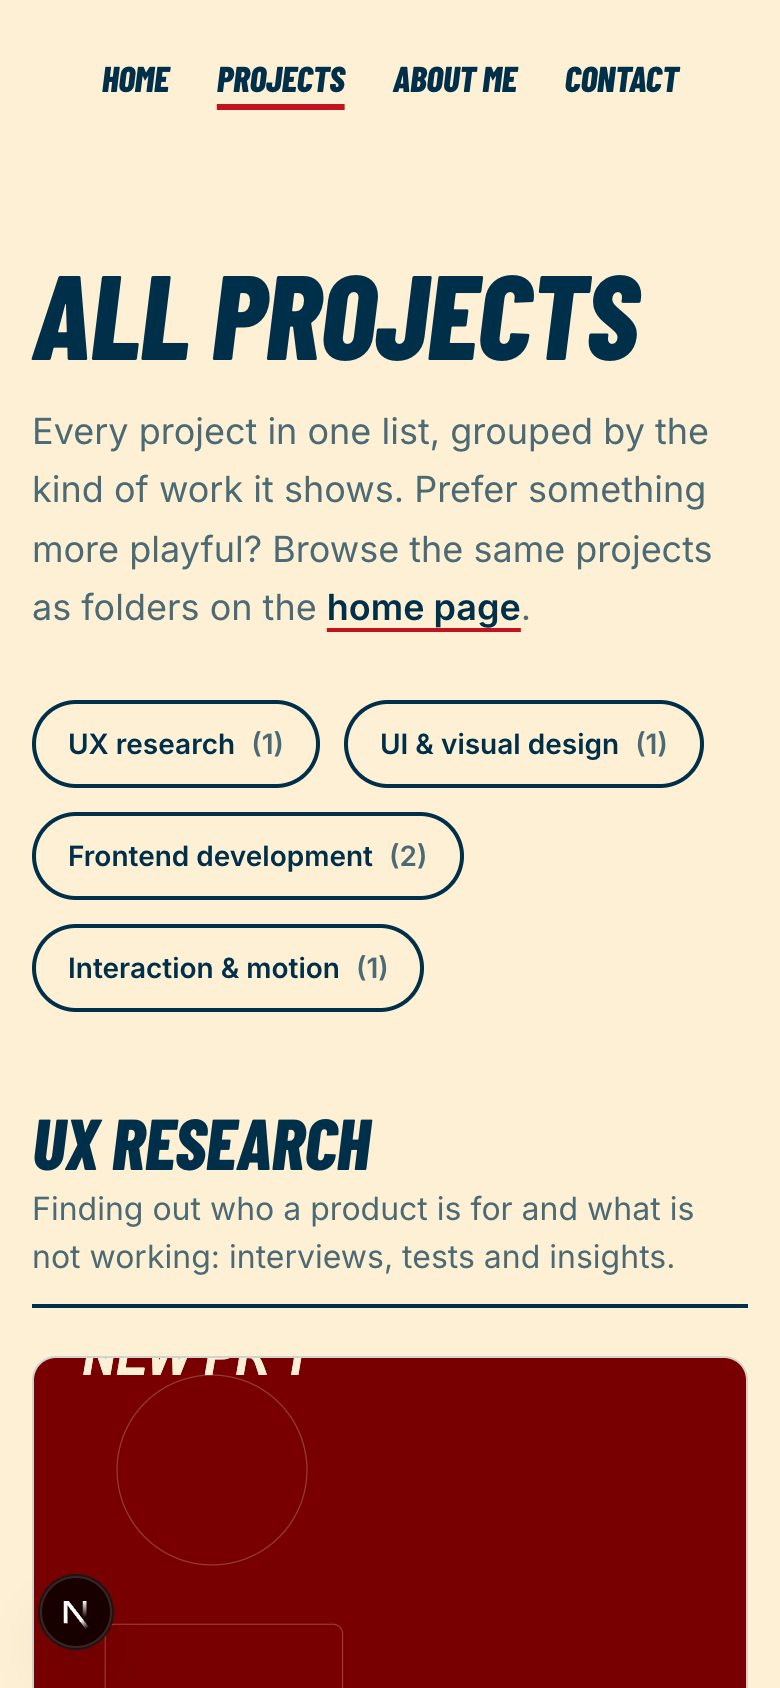 HOME PROJECTS ABOUT ME CONTACT
ALL PROJECTS
Every project in one list, grouped by the
kind of work it shows. Prefer something
more playful? Browse the same projects
as folders on the home page.
UX research (1) UI & visual design (1)
Frontend development (2)
Interaction & motion (1)
UX RESEARCH
Finding out who a product is for and what is
not working: interviews, tests and insights.
NEW
N